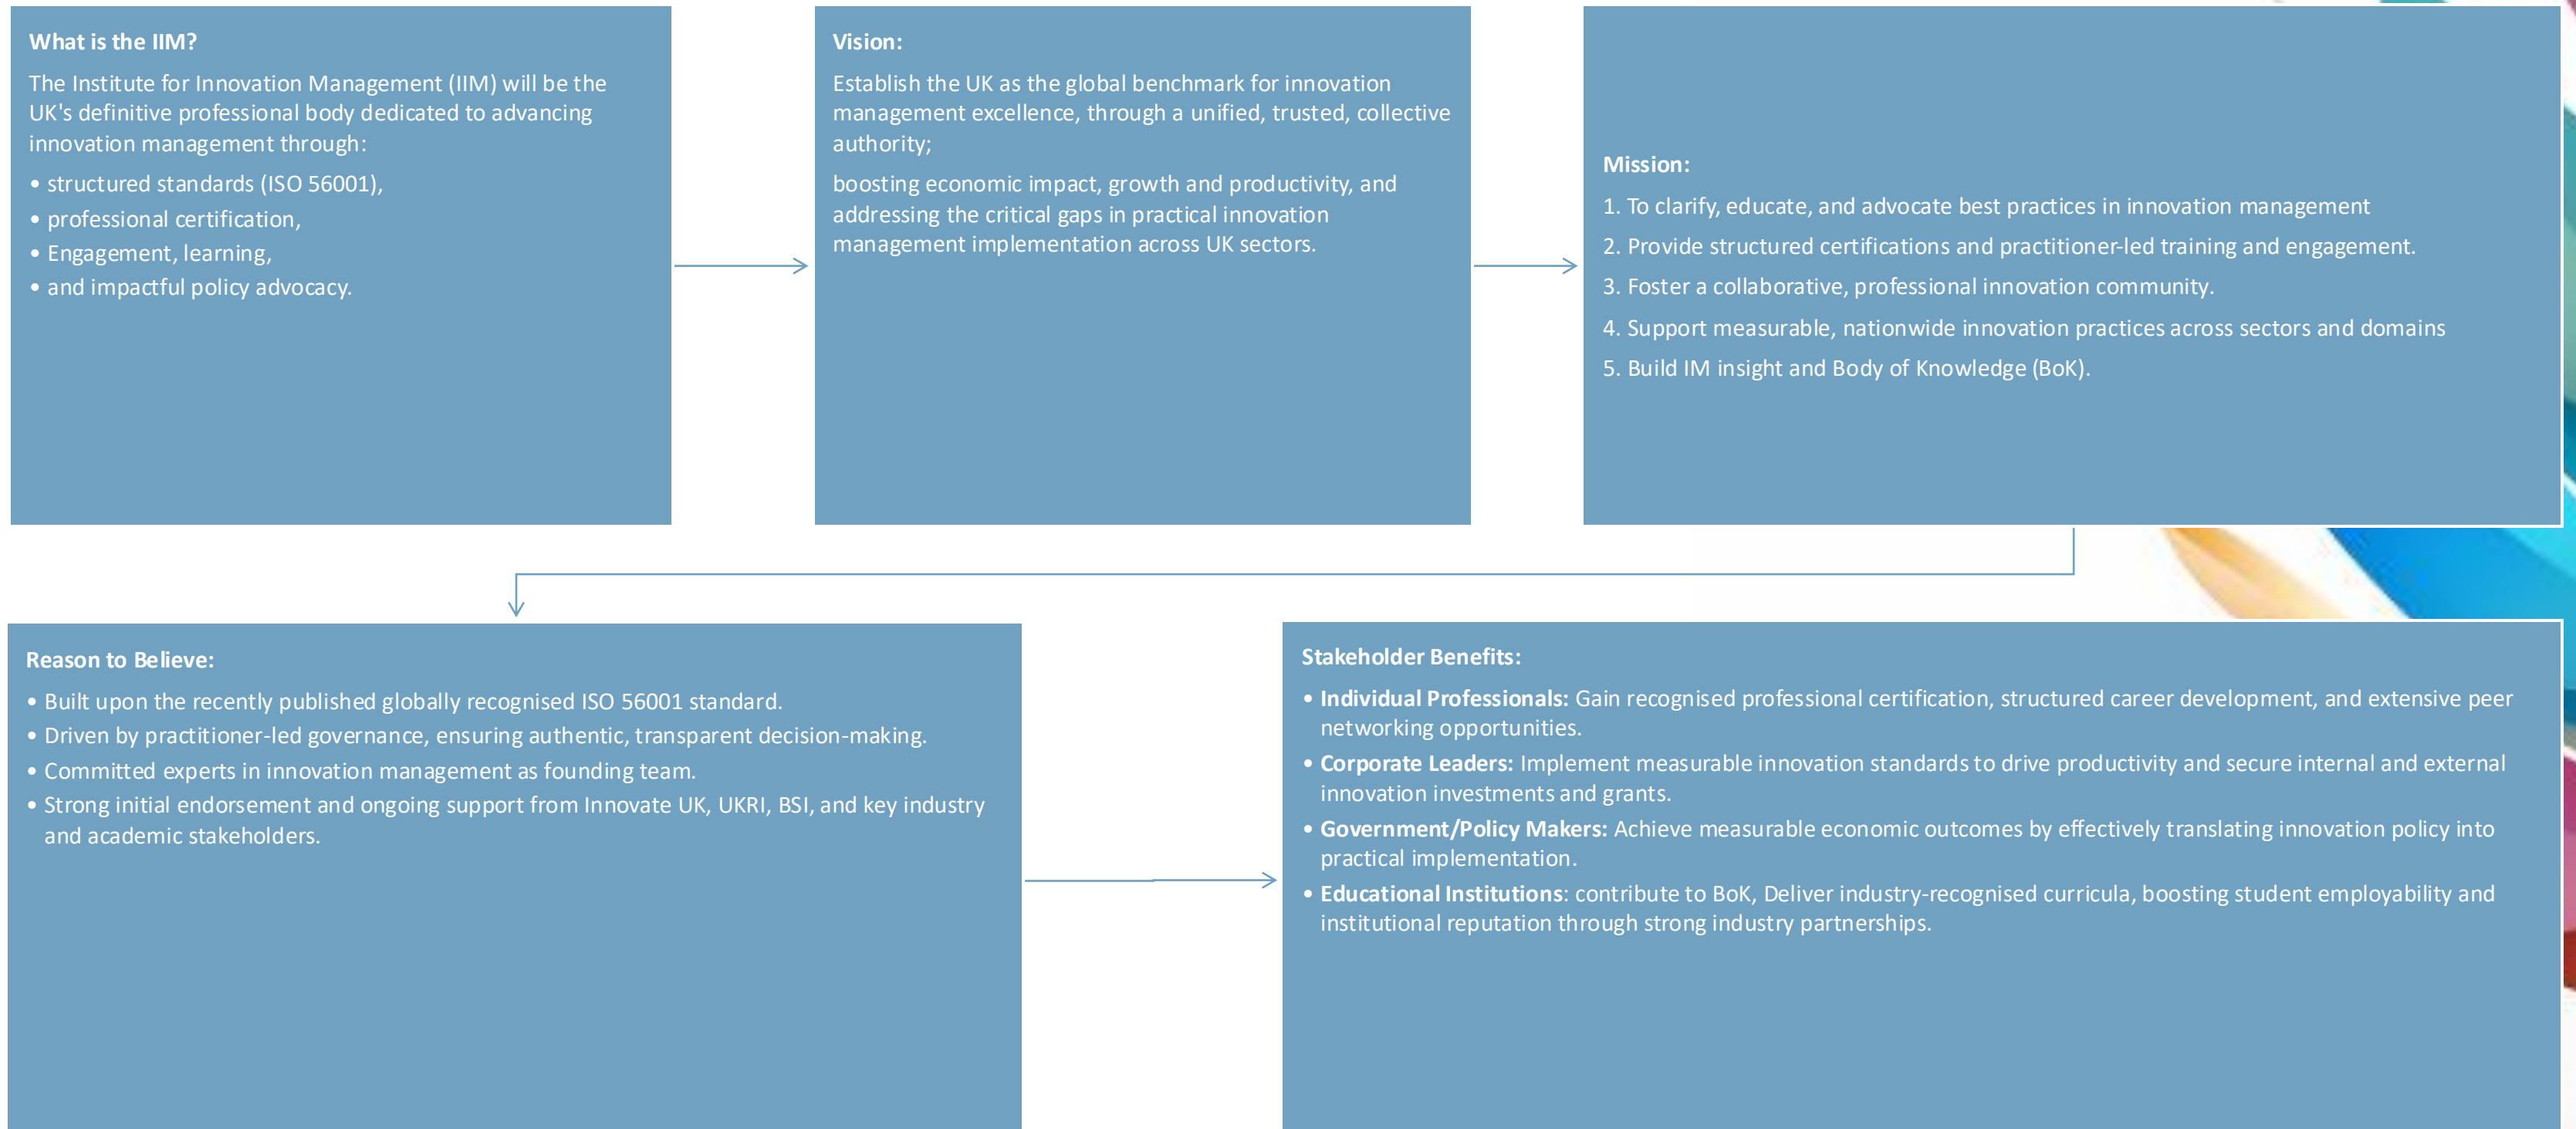 What is the IIM?
The Institute for Innovation Management (IIM) will be the
UK's definitive professional body dedicated to advancing
innovation management through:
• structured standards (ISO 56001),
• professional certification,
• Engagement, learning,
• and impactful policy advocacy.
Vision:
Establish the UK as the global benchmark for innovation
management excellence, through a unified, trusted, collective
authority;
boosting economic impact, growth and productivity, and
addressing the critical gaps in practical innovation
management implementation across UK sectors.
Mission:
1. To clarify, educate, and advocate best practices in innovation management
2. Provide structured certifications and practitioner-led training and engagement.
3. Foster a collaborative, professional innovation community.
4. Support measurable, nationwide innovation practices across sectors and domains
5. Build IM insight and Body of Knowledge (BoK).
Reason to Believe:
• Built upon the recently published globally recognised ISO 56001 standard.
• Driven by practitioner-led governance, ensuring authentic, transparent decision-making.
• Committed experts in innovation management as founding team.
• Strong initial endorsement and ongoing support from Innovate UK, UKRI, BSI, and key industry
and academic stakeholders.
Stakeholder Benefits:
• Individual Professionals: Gain recognised professional certification, structured career development, and extensive peer
networking opportunities.
• Corporate Leaders: Implement measurable innovation standards to drive productivity and secure internal and external
innovation investments and grants.
• Government/Policy Makers: Achieve measurable economic outcomes by effectively translating innovation policy into
practical implementation.
• Educational Institutions: contribute to BoK, Deliver industry-recognised curricula, boosting student employability and
institutional reputation through strong industry partnerships.